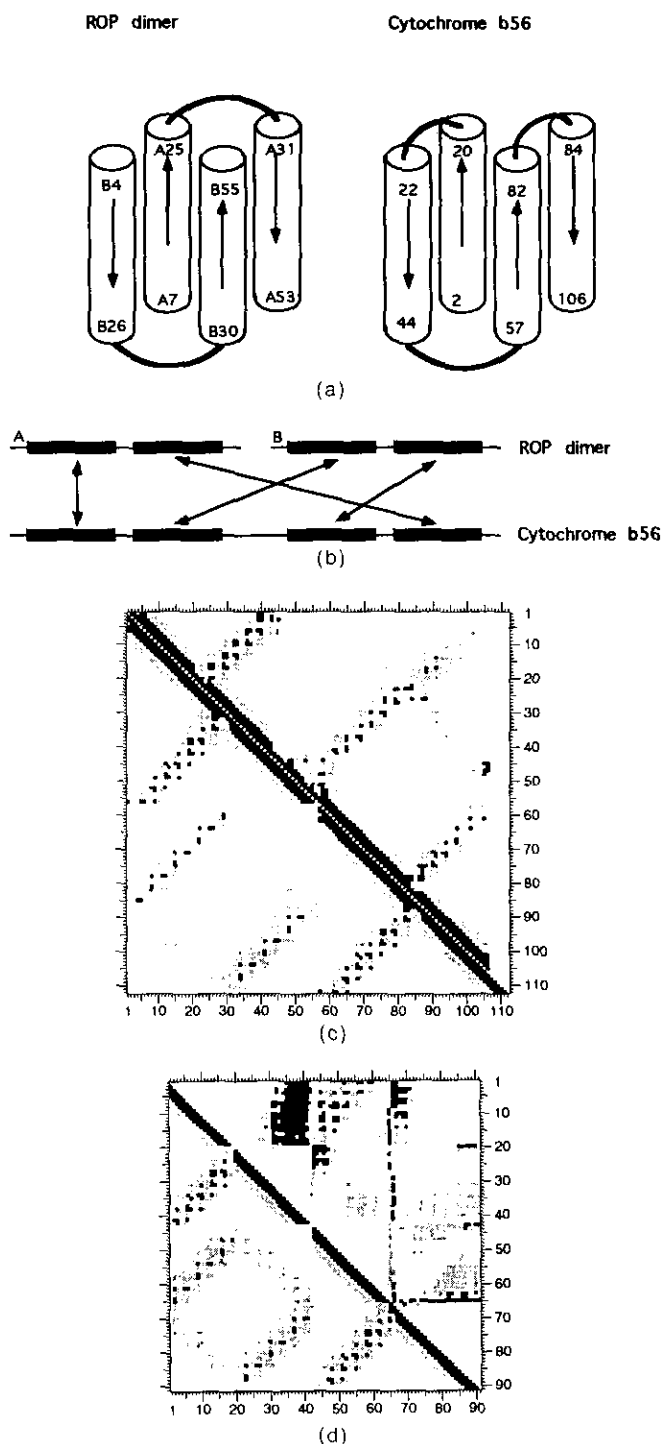 ROP dimer Cytochrome b56
A25 A31 20 84
B4 B55 22 82
A7 A53 2 106
B26 B30 44 57
(a)
A B ROP dimer
Cytochrome b56
(b)
1
10
20
30
40
50
60
70
80
90
100
110
1 10 20 30 40 50 60 70 80 90 100 110
(c)
1
10
20
30
40
50
60
70
80
90
1 10 20 30 40 50 60 70 80 90
(d)